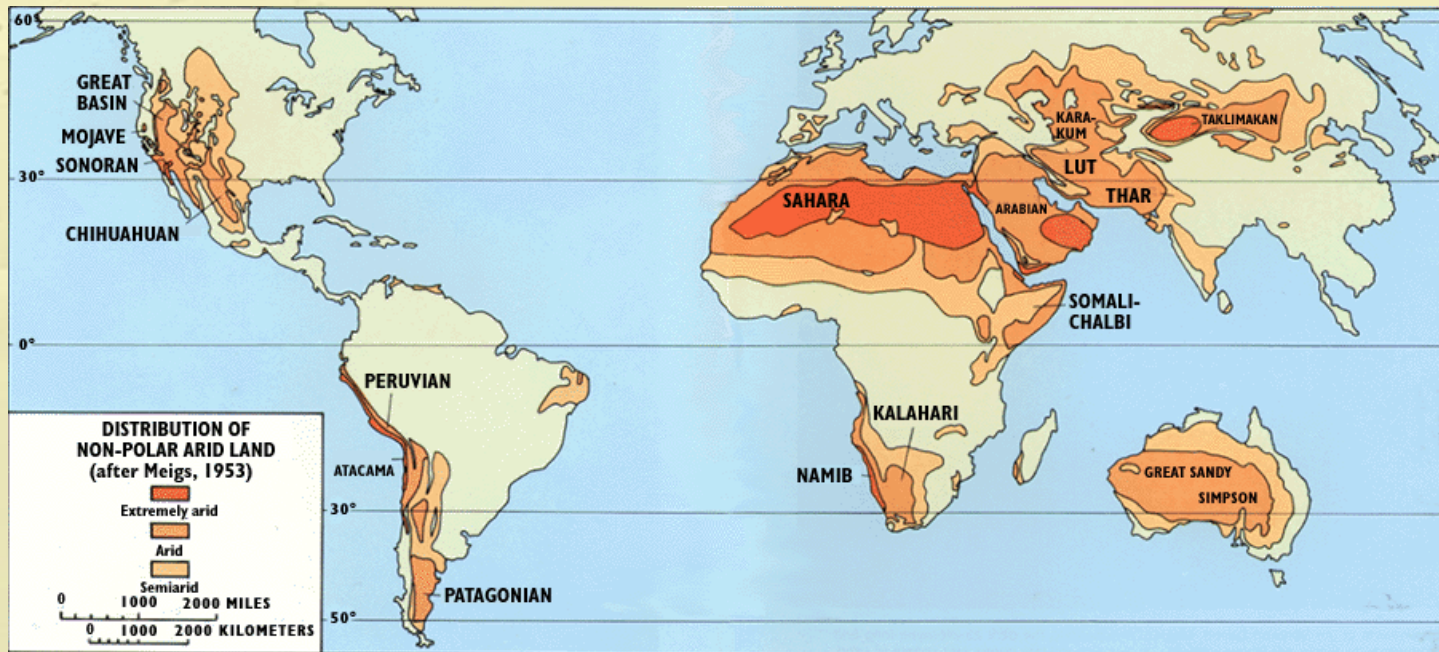 60°
GREAT
BASIN
MOJAVE
SONORAN
30°
CHIHUAHUAN
KARA-
KUM
TAKLIMAKAN
LUT
THAR
SAHARA
ARABIAN
SOMALI-
CHALBI
0°
PERUVIAN
KALAHARI
ATACAMA
NAMIB
GREAT SANDY
SIMPSON
30°
PATAGONIAN
50°
DISTRIBUTION OF
NON-POLAR ARID LAND
(after Meigs, 1953)
Extremely arid
Arid
Semiarid
0 1000 2000 MILES
0 1000 2000 KILOMETERS